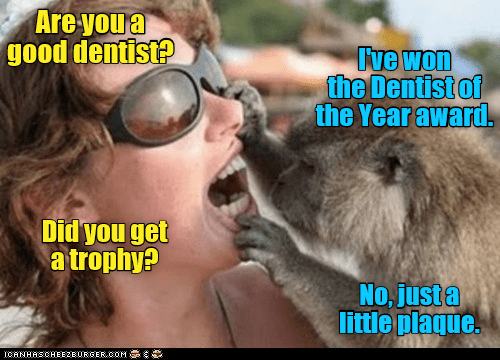 Are you a
good dentist?
I've won
the Dentist of
the Year award.
Did you get
a trophy?
No, just a
little plaque.
ICANHASCHEEZBURGER.COM